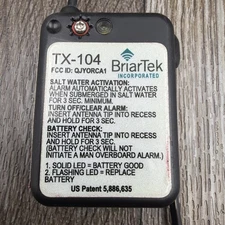 TX-104
FCC ID: QJYORCA1
BriarTek
INCORPORATED
SALT WATER ACTIVATION:
ALARM AUTOMATICALLY ACTIVATES
WHEN SUBMERGED IN SALT WATER
FOR 3 SEC. MINIMUM.
TURN OFF/CLEAR ALARM:
INSERT ANTENNA TIP INTO RECESS
AND HOLD FOR 3 SEC.
BATTERY CHECK:
INSERT ANTENNA TIP INTO RECESS
AND HOLD FOR 3 SEC.
(BATTERY CHECK WILL NOT
INITIATE A MAN OVERBOARD ALARM)
1. SOLID LED = BATTERY GOOD
2. FLASHING LED = REPLACE
BATTERY
US Patent 5,886,635